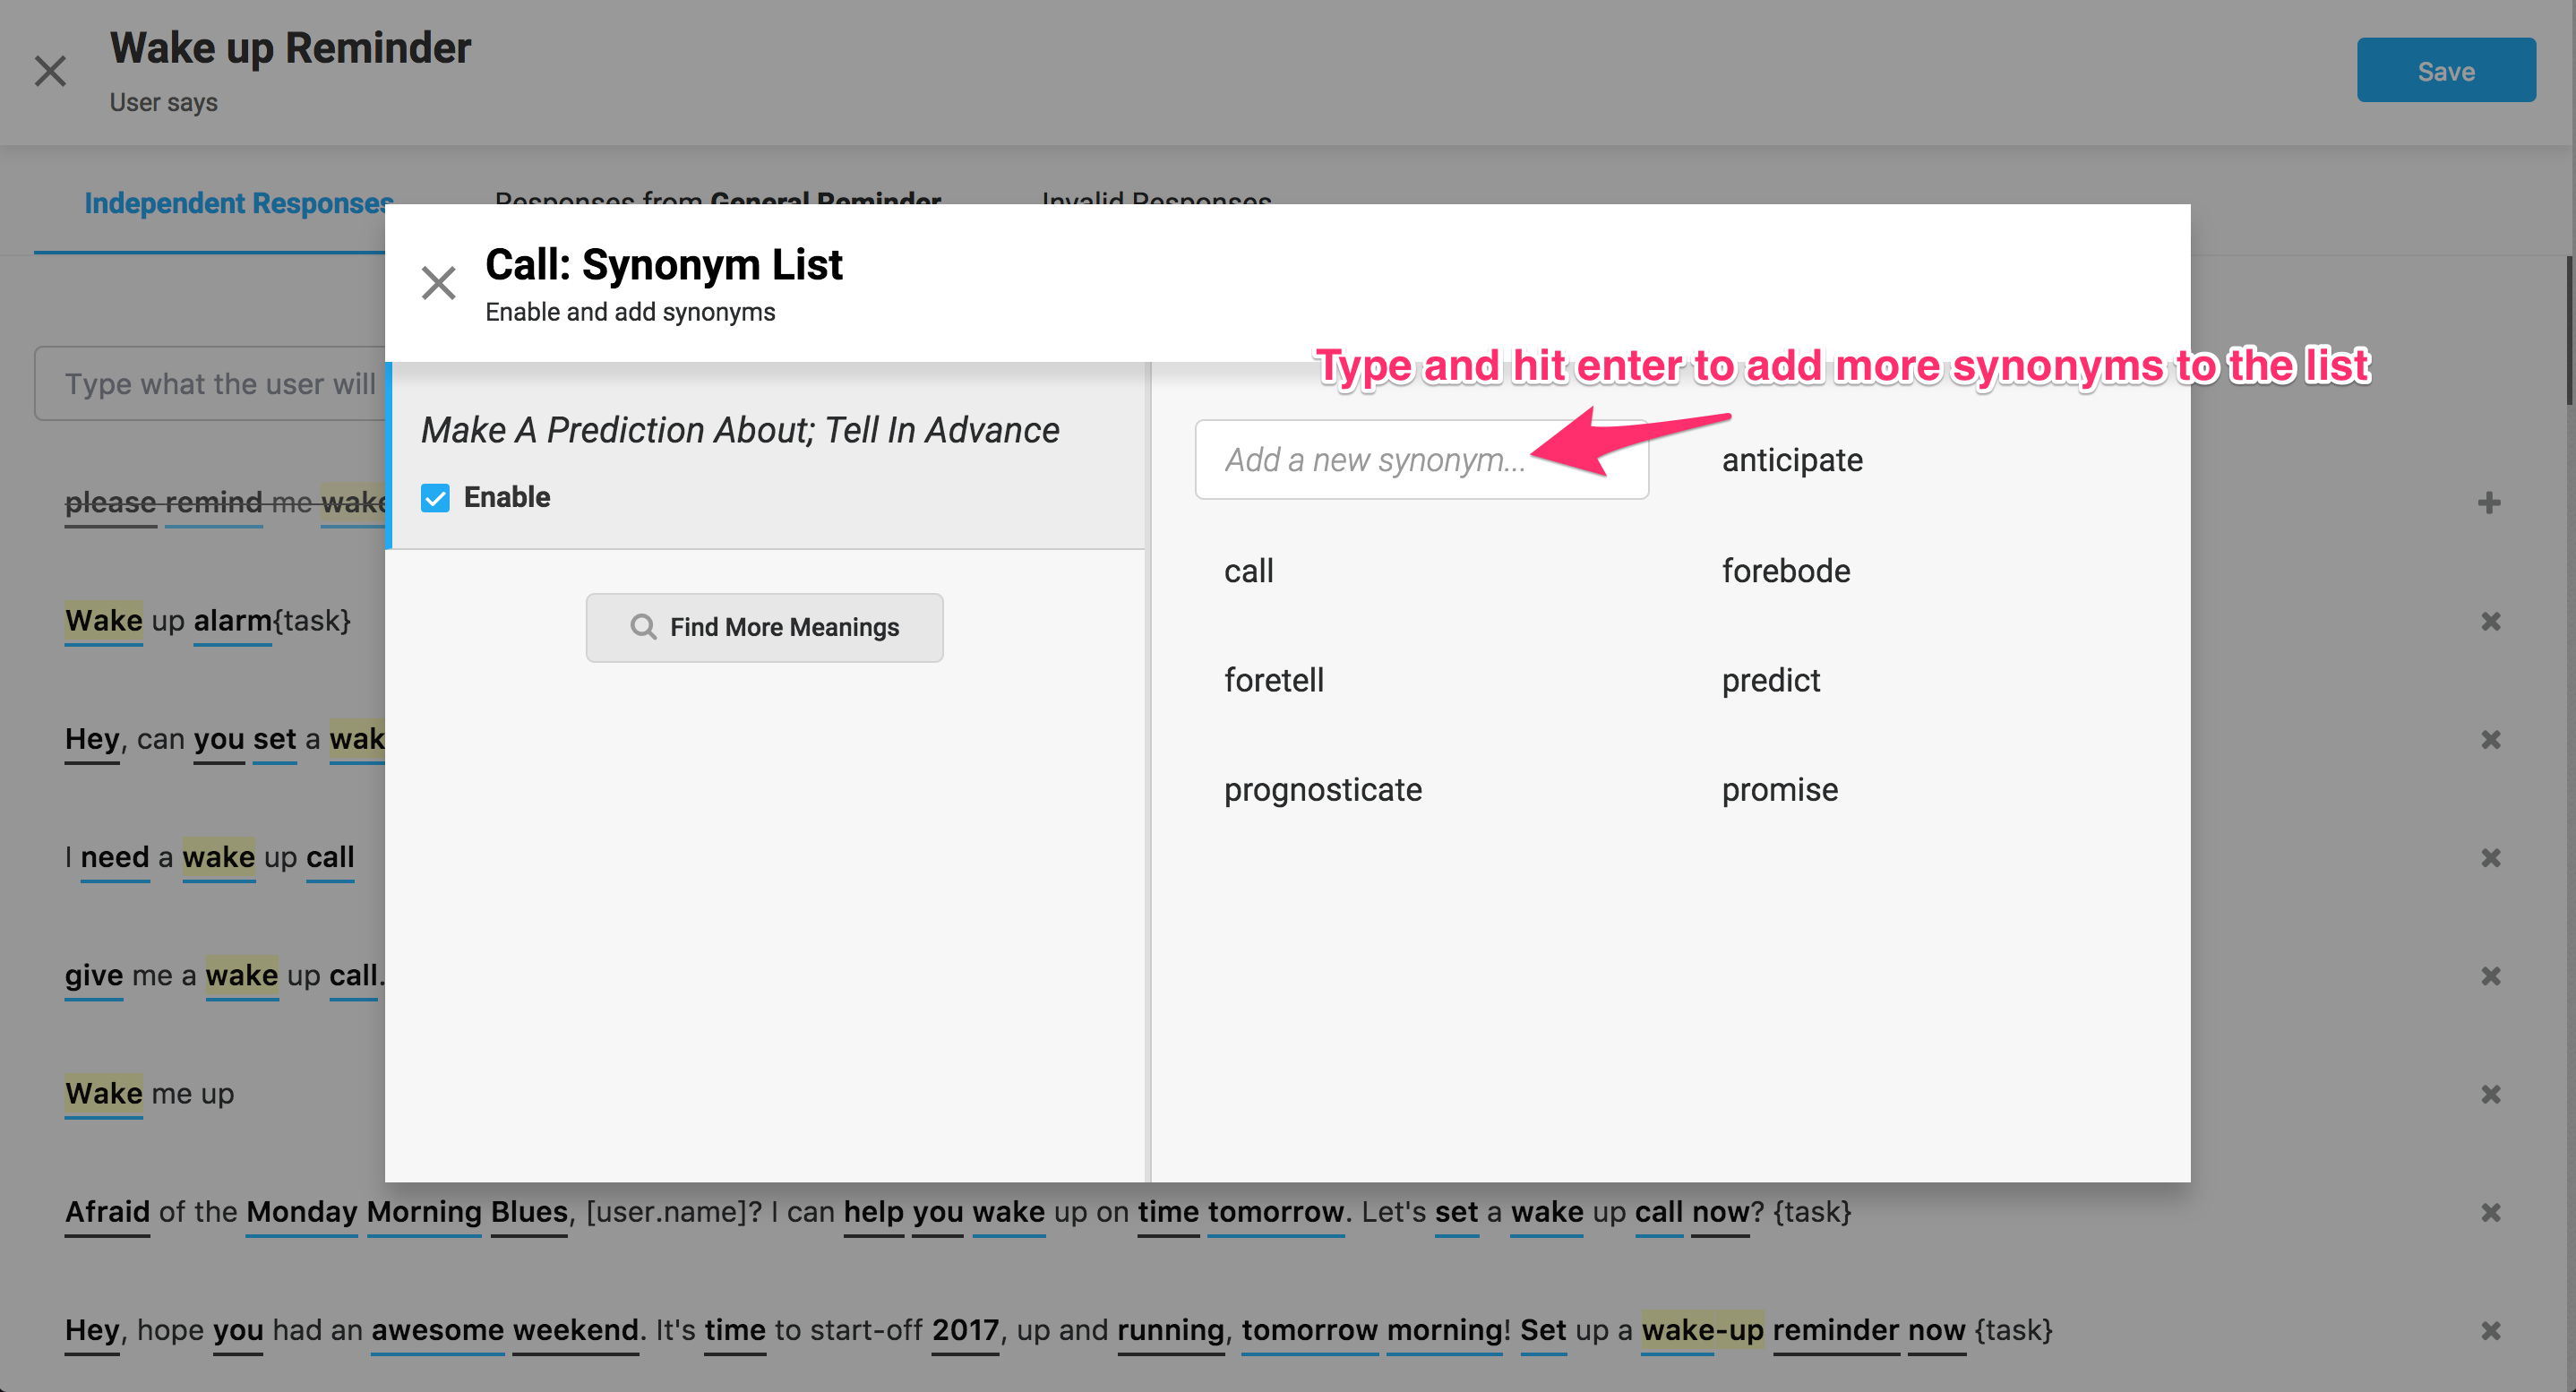 Wake up Reminder
User says
Save
Independent Responses
Responses from General Reminder
Invalid Responses
Call: Synonym List
Enable and add synonyms
Type and hit enter to add more synonyms to the list
Type what the user will
Make A Prediction About; Tell In Advance
Enable
Find More Meanings
Add a new synonym...
anticipate
call
forebode
foretell
predict
prognosticate
promise
please remind me wake
Wake up alarm{task}
Hey, can you set a wak
I need a wake up call
give me a wake up call.
Wake me up
Afraid of the Monday Morning Blues, [user.name]? I can help you wake up on time tomorrow. Let's set a wake up call now? {task}
Hey, hope you had an awesome weekend. It's time to start-off 2017, up and running, tomorrow morning! Set up a wake-up reminder now {task}